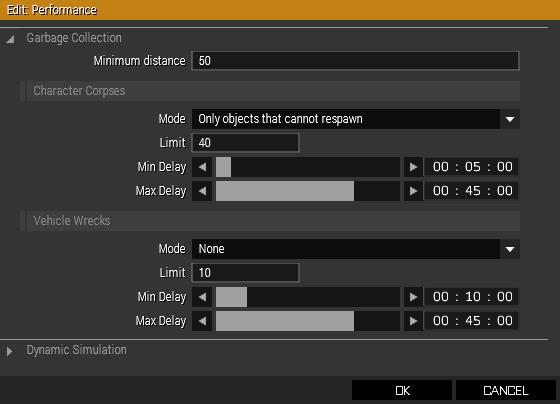 Edit: Performance
Garbage Collection
Minimum distance 50
Character Corpses
Mode Only objects that cannot respawn
Limit 40
Min Delay 00 : 05 : 00
Max Delay 00 : 45 : 00
Vehicle Wrecks
Mode None
Limit 10
Min Delay 00 : 10 : 00
Max Delay 00 : 45 : 00
Dynamic Simulation
OK CANCEL